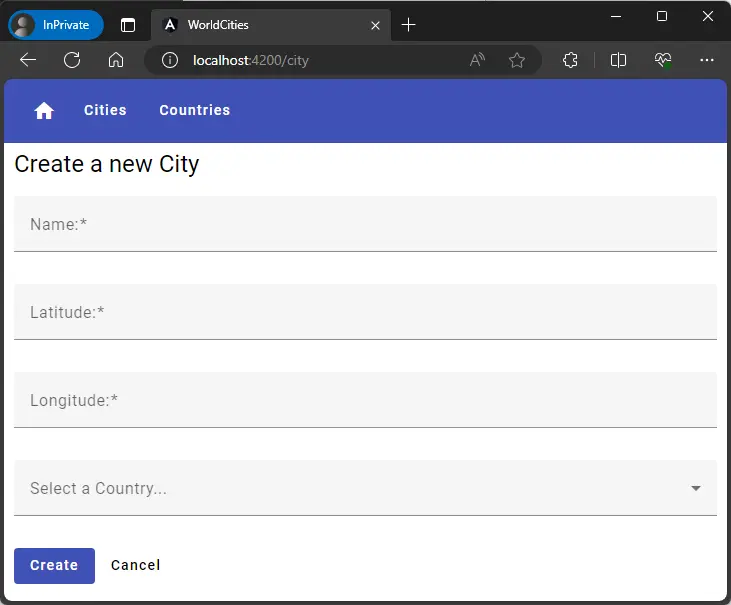 InPrivate
WorldCities
localhost:4200/city
Cities Countries
Create a new City
Name:*
Latitude:*
Longitude:*
Select a Country...
Create Cancel